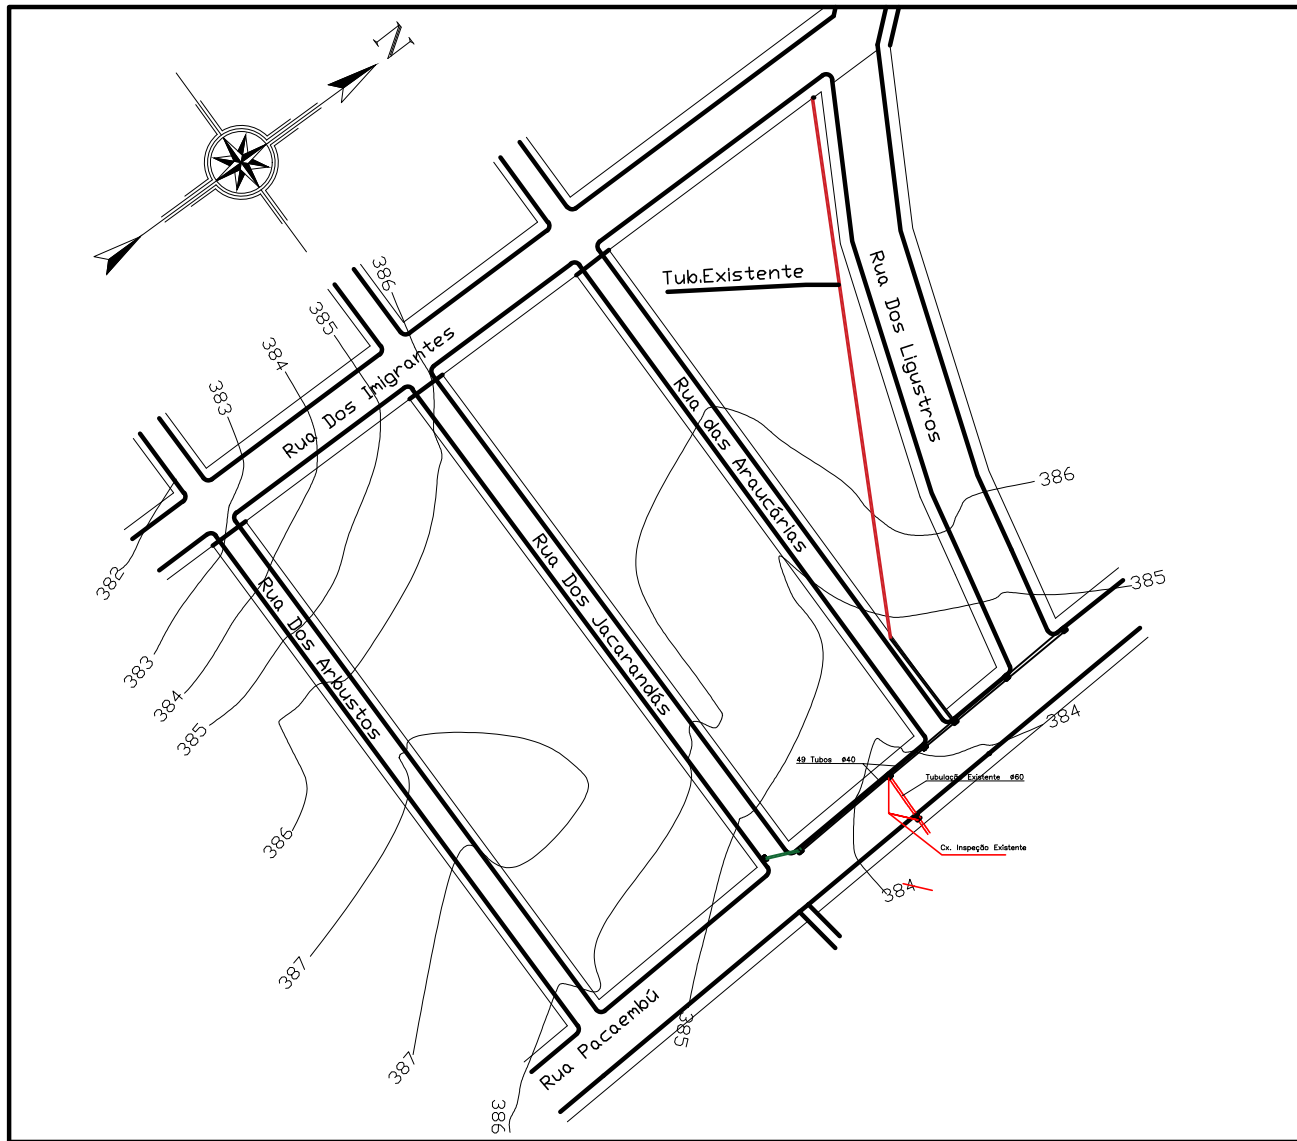 N
386
385
384
383
Rua Dos Imigrantes
Tub.Existente
Rua Dos Ligustros
Rua das Araucárias
386
385
382
383
384
385
386
387
387
386
Rua Dos Arbustos
Rua Dos Jacarandás
384
49 Tubos ø40
Tubulação Existente ø60
Cx. Inspeção Existente
384
385
Rua Pacaembú